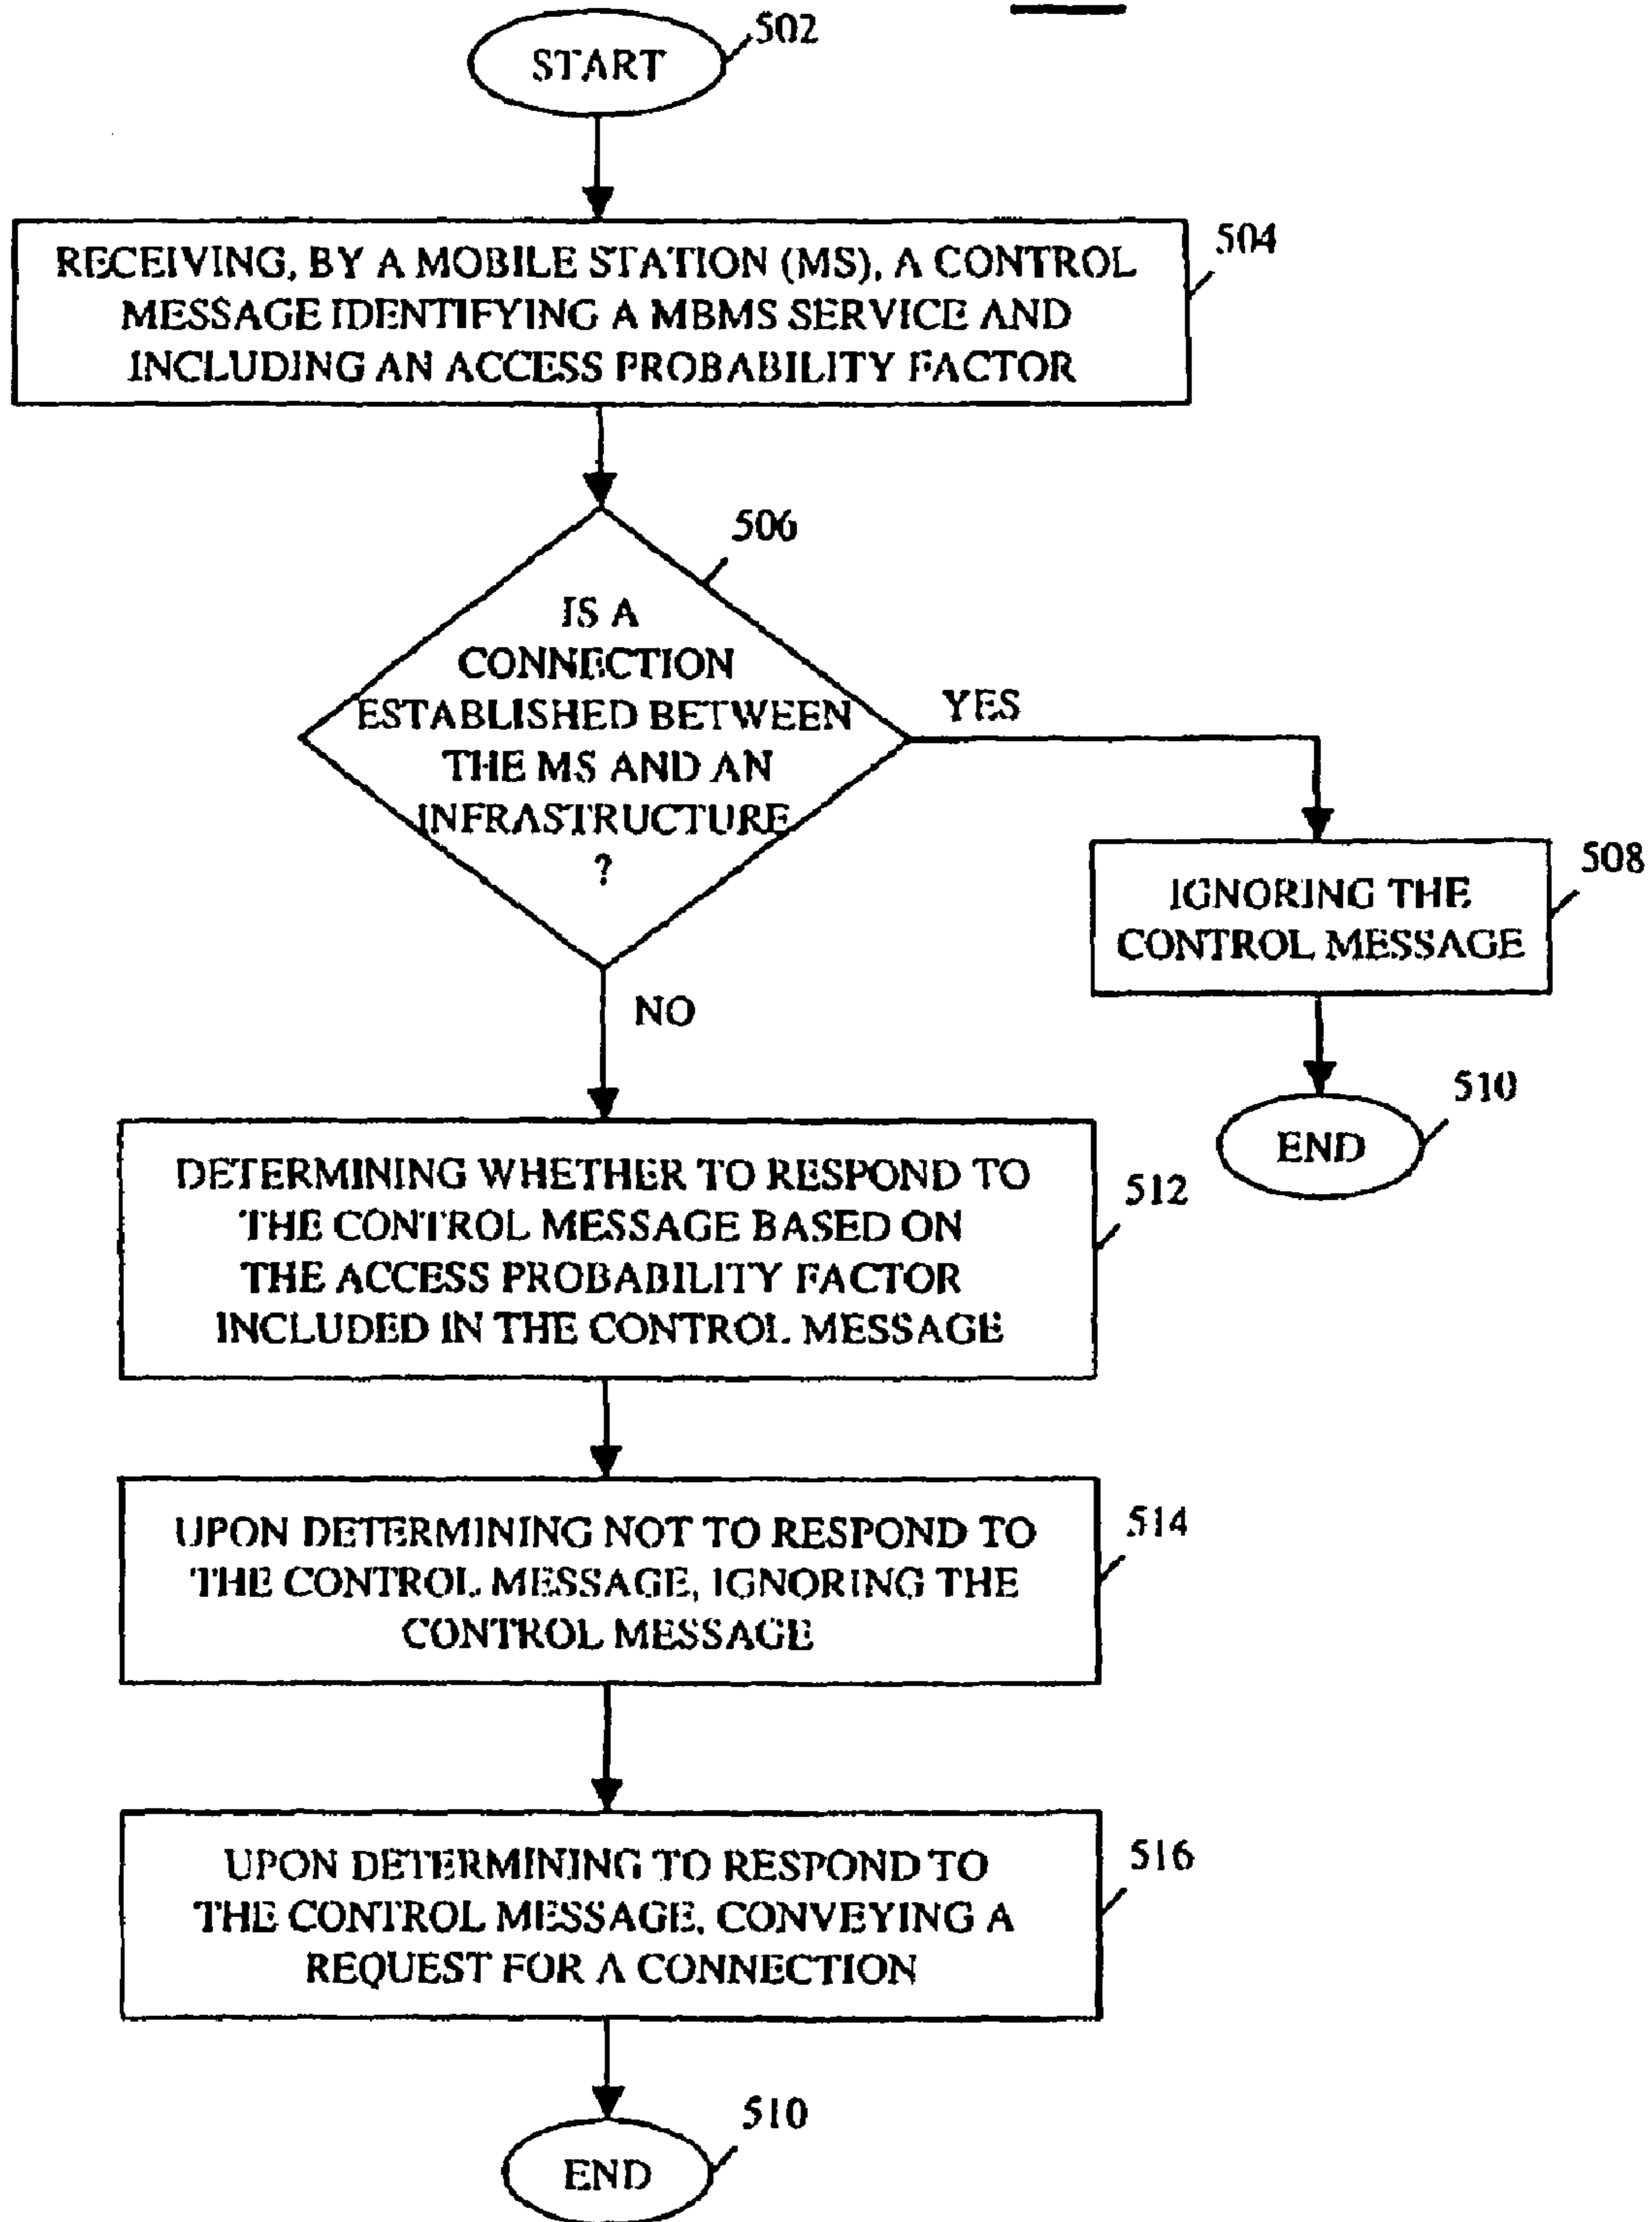 START
502
RECEIVING, BY A MOBILE STATION (MS), A CONTROL
MESSAGE IDENTIFYING A MBMS SERVICE AND
INCLUDING AN ACCESS PROBABILITY FACTOR
504
506
IS A
CONNECTION
ESTABLISHED BETWEEN
THE MS AND AN
INFRASTRUCTURE
?
YES
NO
IGNORING THE
CONTROL MESSAGE
508
END
510
DETERMINING WHETHER TO RESPOND TO
THE CONTROL MESSAGE BASED ON
THE ACCESS PROBABILITY FACTOR
INCLUDED IN THE CONTROL MESSAGE
512
UPON DETERMINING NOT TO RESPOND TO
THE CONTROL MESSAGE, IGNORING THE
CONTROL MESSAGE
514
UPON DETERMINING TO RESPOND TO
THE CONTROL MESSAGE, CONVEYING A
REQUEST FOR A CONNECTION
516
END
510